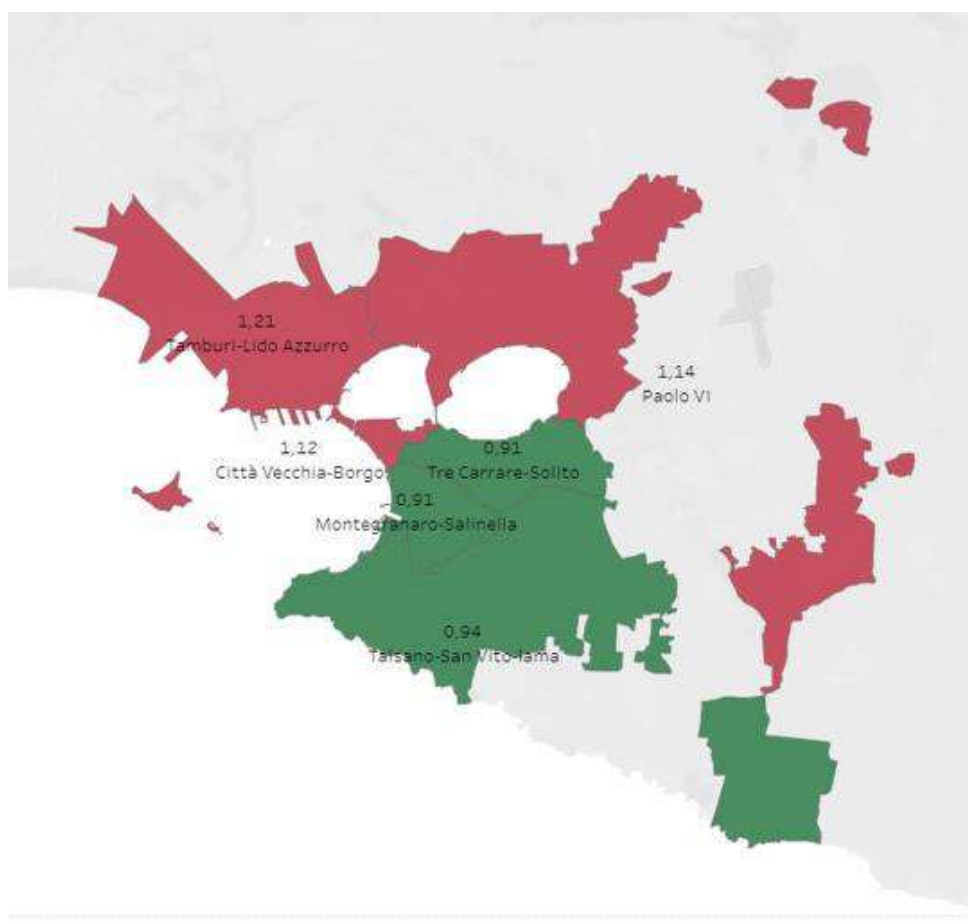 1,21
Tamburi-Lido Azzurro
1,14
Paolo VI
1,12
Città Vecchia-Borgo
0,91
Tre Carrare-Solito
0,91
Montegranaro-Salinella
0,94
Talsano-San Vito-lama